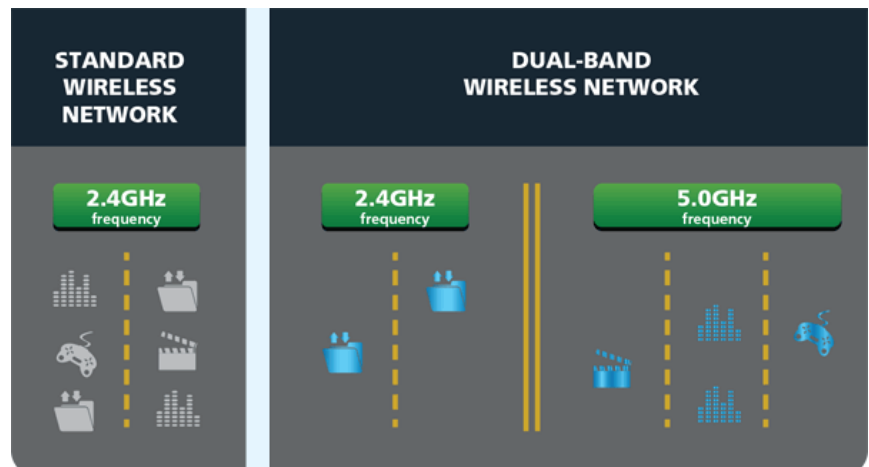 STANDARD
WIRELESS
NETWORK
DUAL-BAND
WIRELESS NETWORK
2.4GHz
frequency
2.4GHz
frequency
5.0GHz
frequency